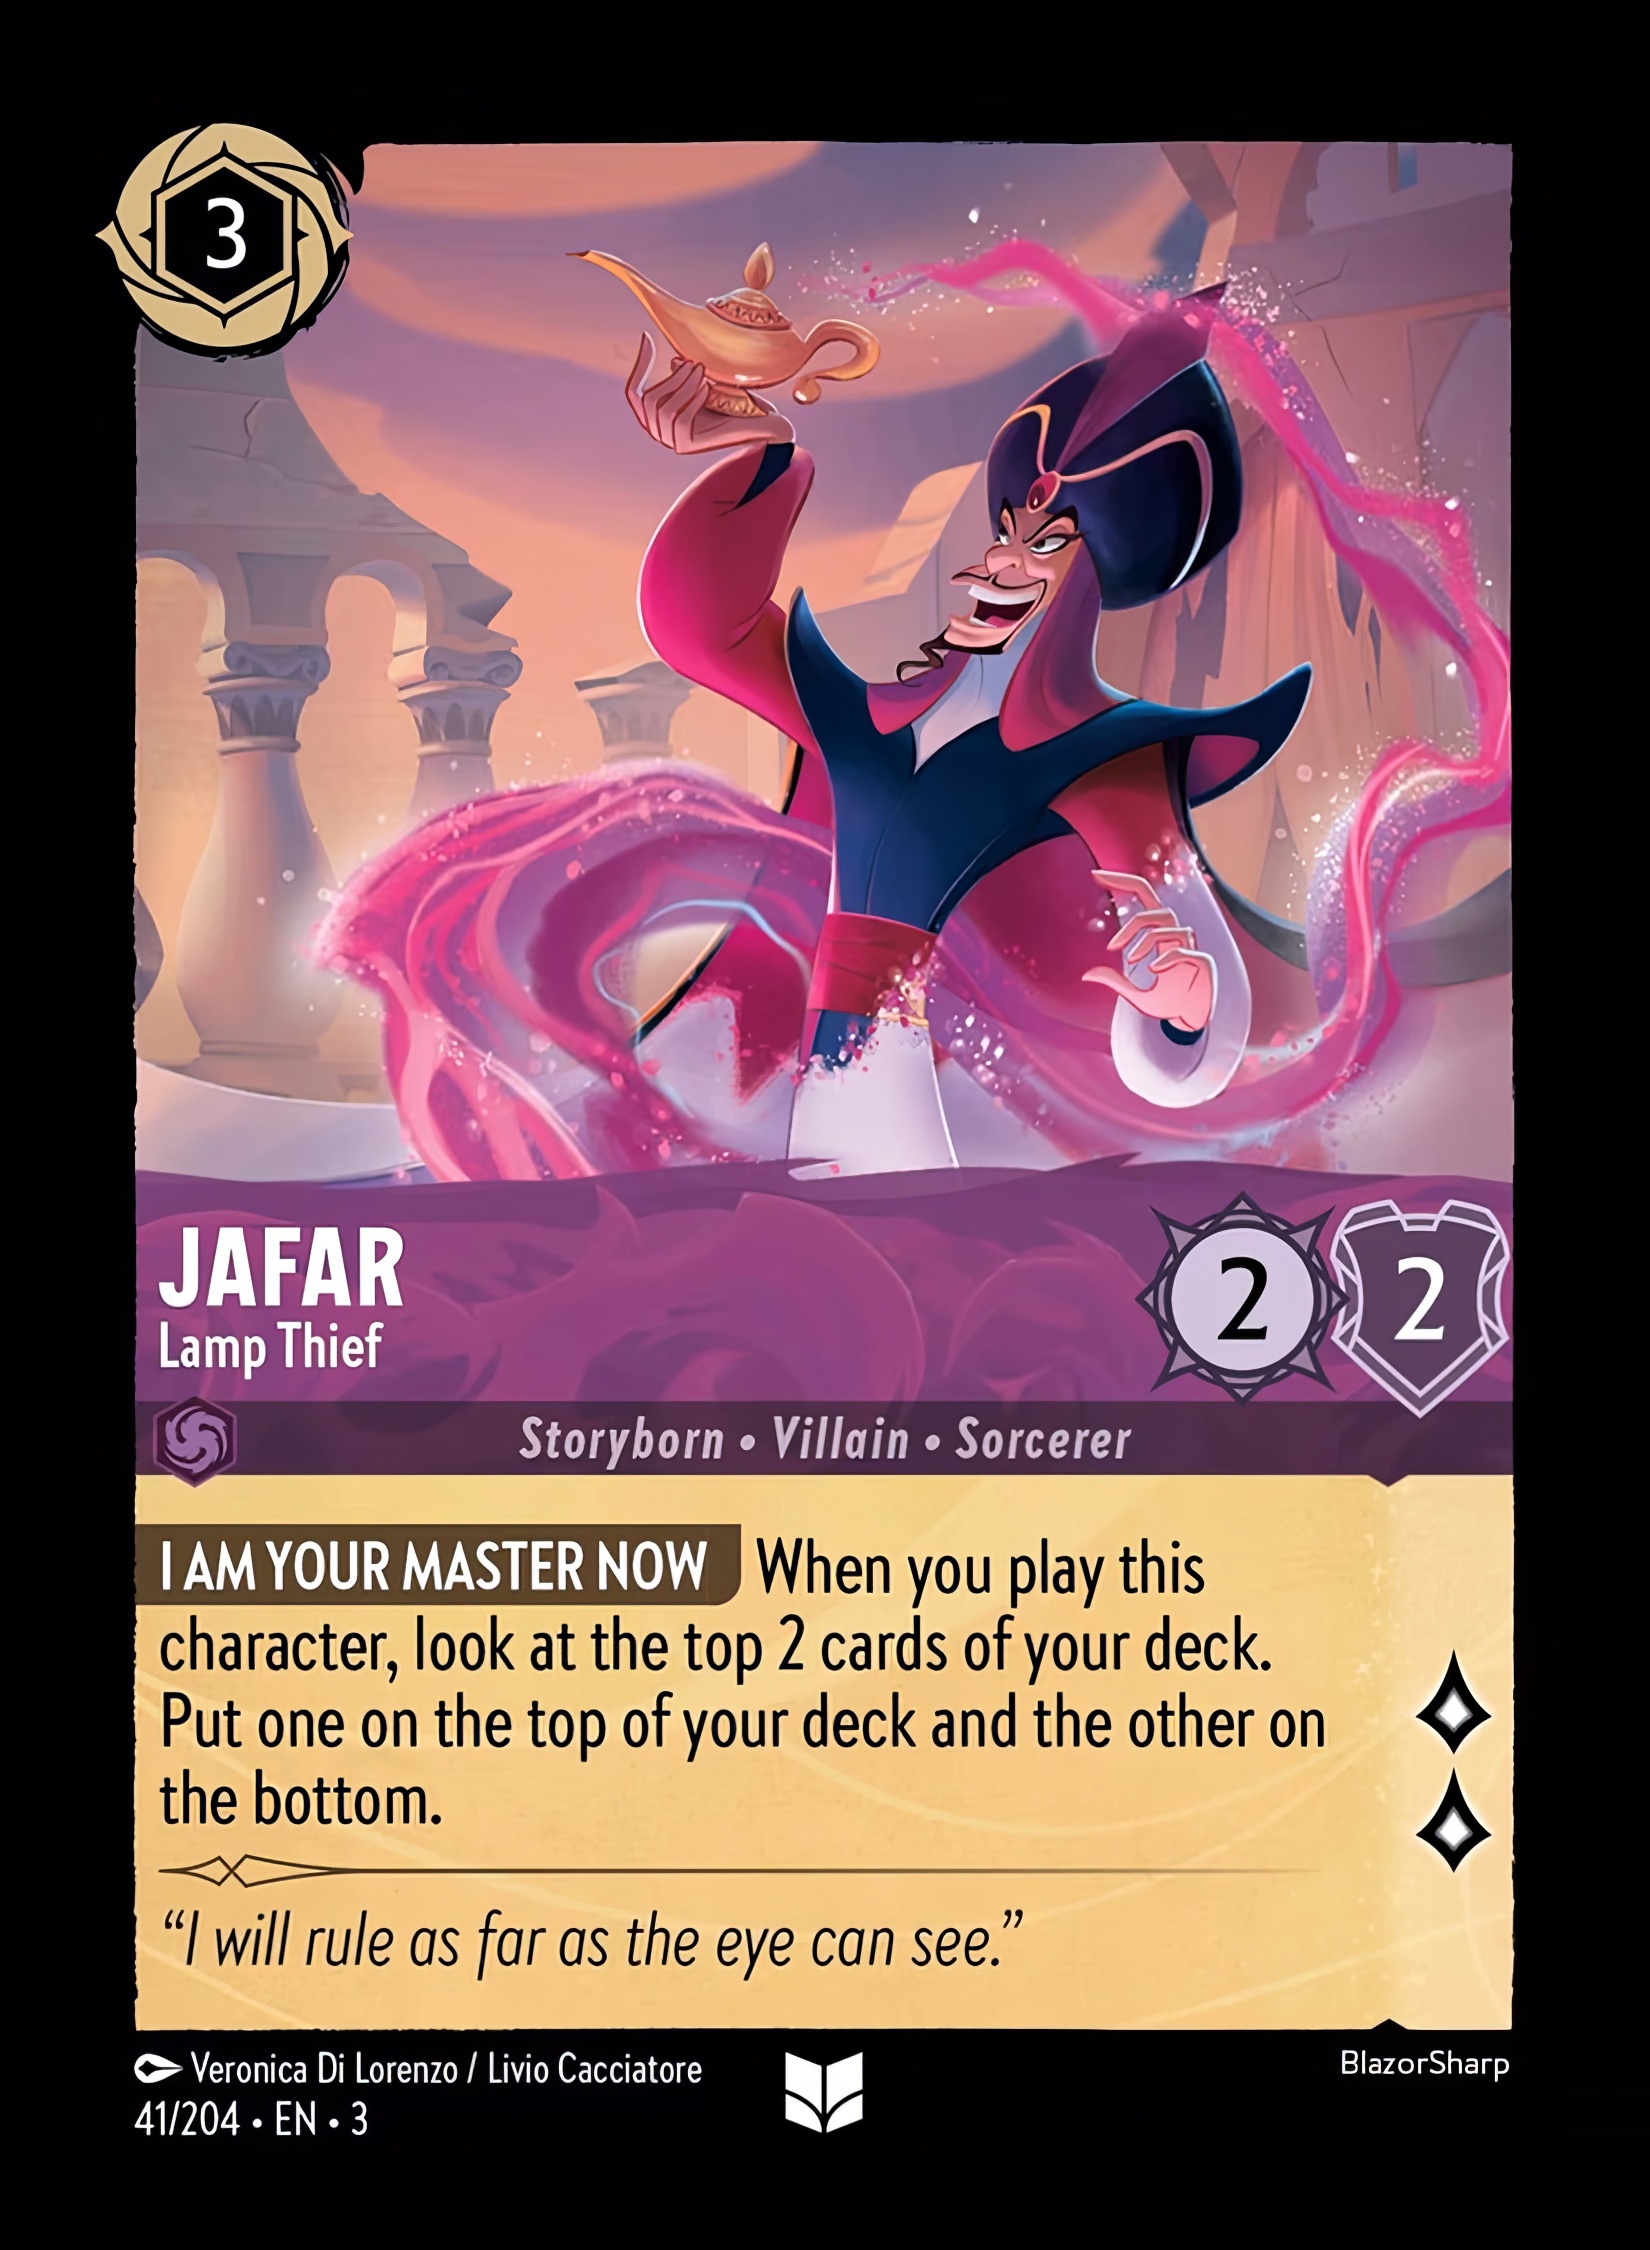 3
JAFAR
Lamp Thief
2 2
Storyborn • Villain • Sorcerer
I AM YOUR MASTER NOW When you play this
character, look at the top 2 cards of your deck.
Put one on the top of your deck and the other on
the bottom.
“I will rule as far as the eye can see.”
Veronica Di Lorenzo / Livio Cacciatore
BlazorSharp
41/204 • EN • 3